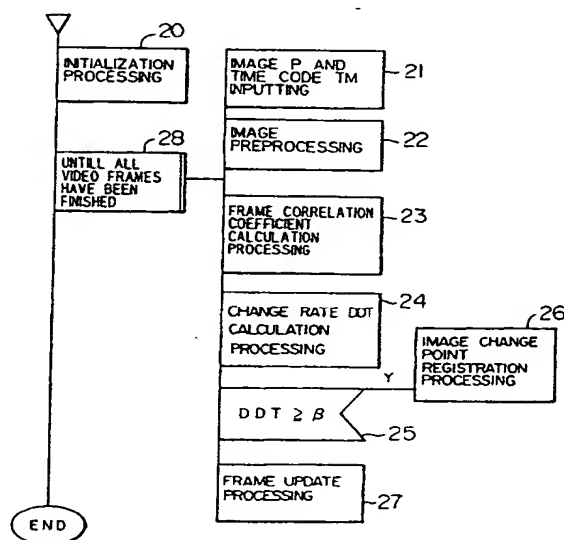 20
INITIALIZATION
PROCESSING
28
UNTILL ALL
VIDEO FRAMES
HAVE BEEN
FINISHED
END
IMAGE P AND
TIME CODE TM
INPUTTING
21
IMAGE
PREPROCESSING
22
FRAME CORRELATION
COEFFICIENT
CALCULATION
PROCESSING
23
CHANGE RATE DDT
CALCULATION
PROCESSING
24
DDT ≥ β
Y
25
IMAGE CHANGE
POINT
REGISTRATION
PROCESSING
26
FRAME UPDATE
PROCESSING
27